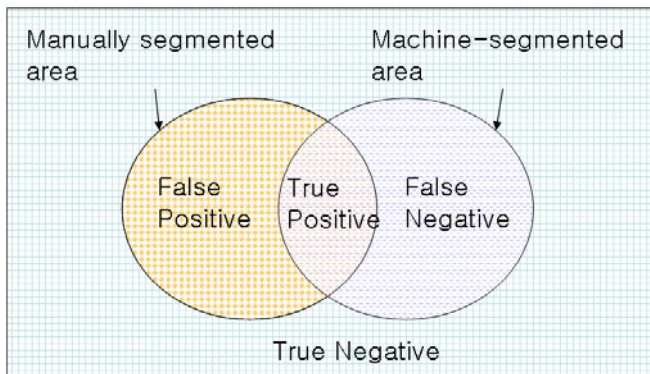 Manually segmented
area
Machine-segmented
area
False
Positive
True
Positive
False
Negative
True Negative